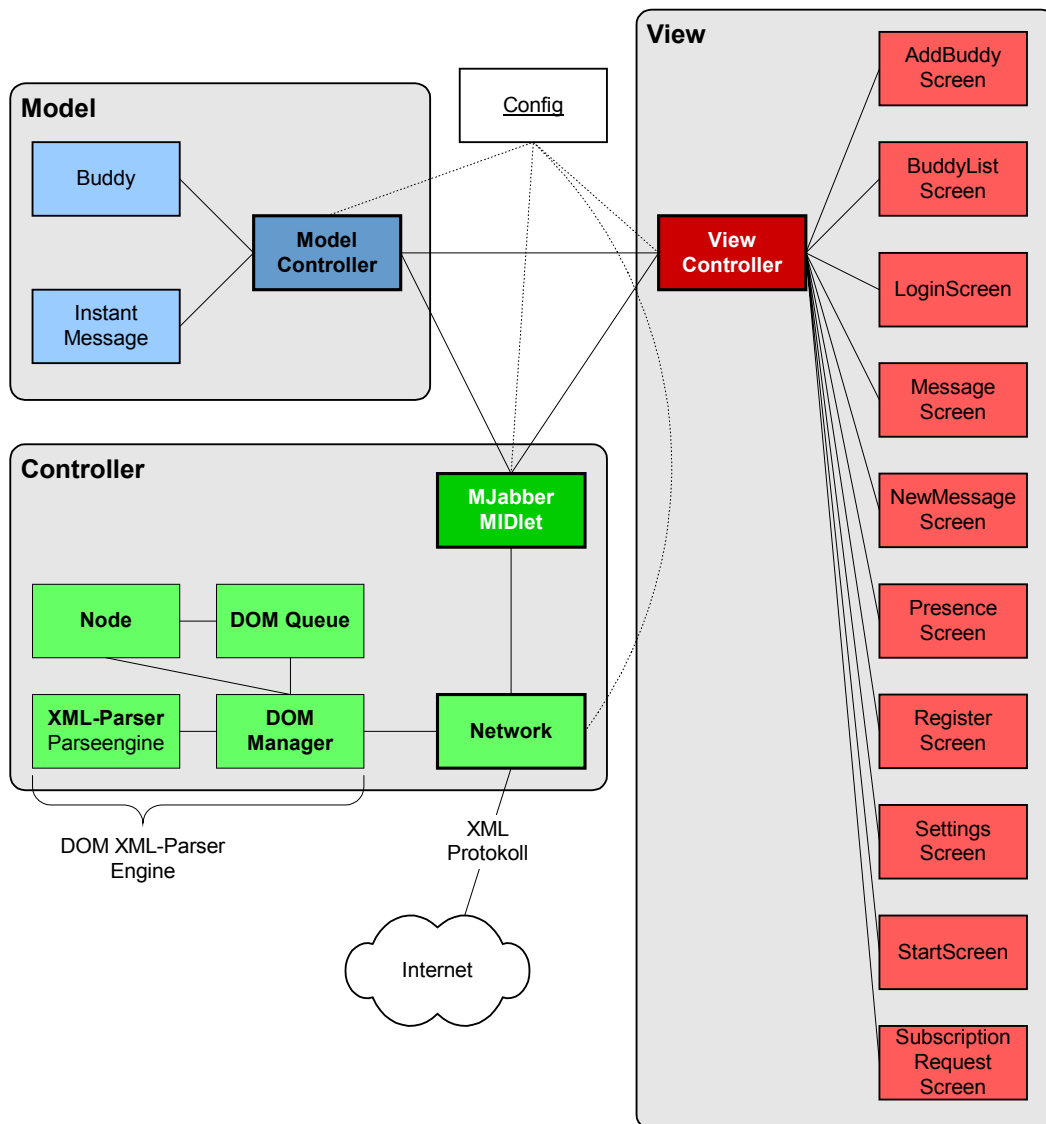 Model
Buddy
Instant
Message
Model
Controller
Config
View
View
Controller
AddBuddy
Screen
BuddyList
Screen
LoginScreen
Message
Screen
NewMessage
Screen
Presence
Screen
Register
Screen
Settings
Screen
StartScreen
Subscription
Request
Screen
Controller
MJabber
MIDlet
Node
DOM Queue
XML-Parser
Parseengine
DOM
Manager
Network
DOM XML-Parser
Engine
XML
Protokoll
Internet